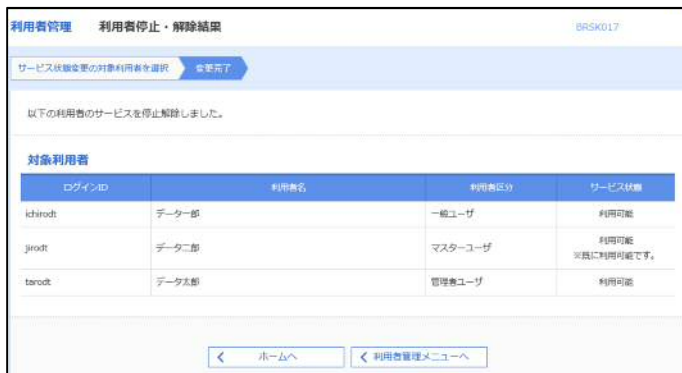 利用者管理 利用者停止・解除結果 BRSK017
サービス状態変更の対象利用者を選択 変更完了
以下の利用者のサービスを停止解除しました。
対象利用者
ログインID 利用者名 利用者区分 サービス状態
ichirodt データ一郎 一般ユーザ 利用可能
jirodt データ二郎 マスターユーザ 利用可能
※既に利用可能です。
tarodt データ太郎 管理者ユーザ 利用可能
ホームへ 利用者管理メニューへ